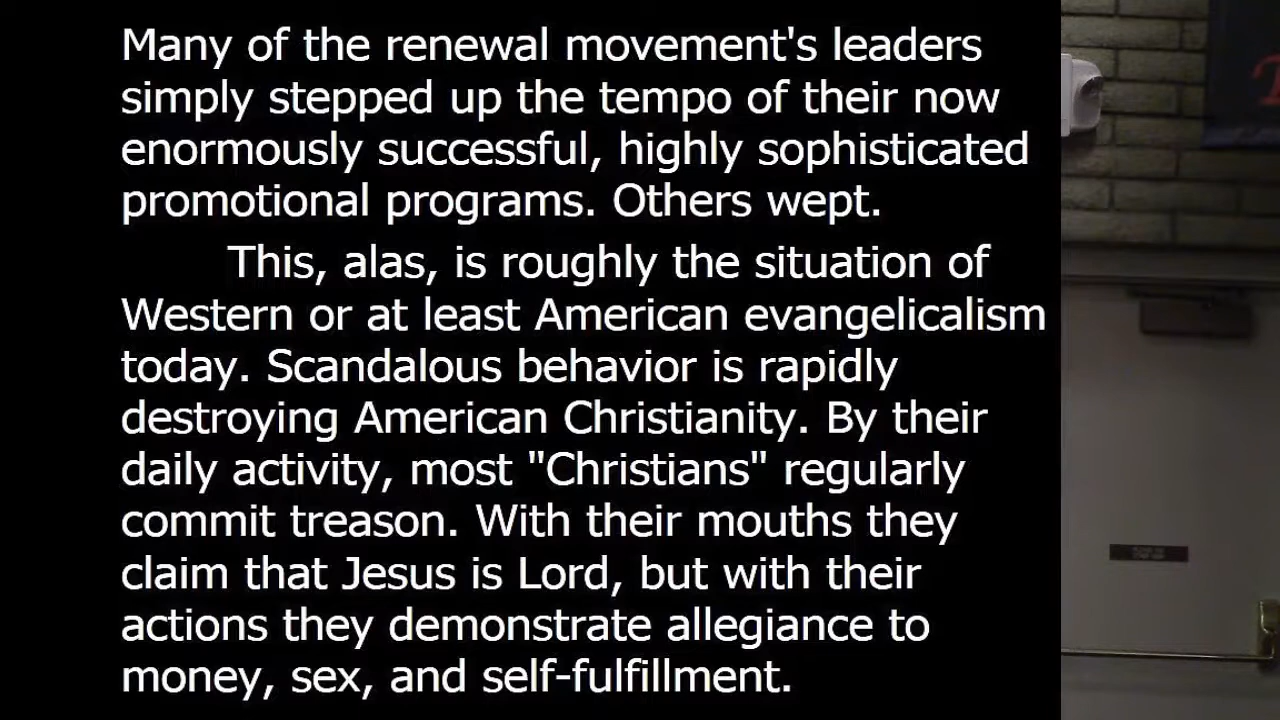 Many of the renewal movement's leaders
simply stepped up the tempo of their now
enormously successful, highly sophisticated
promotional programs. Others wept.
This, alas, is roughly the situation of
Western or at least American evangelicalism
today. Scandalous behavior is rapidly
destroying American Christianity. By their
daily activity, most "Christians" regularly
commit treason. With their mouths they
claim that Jesus is Lord, but with their
actions they demonstrate allegiance to
money, sex, and self-fulfillment.